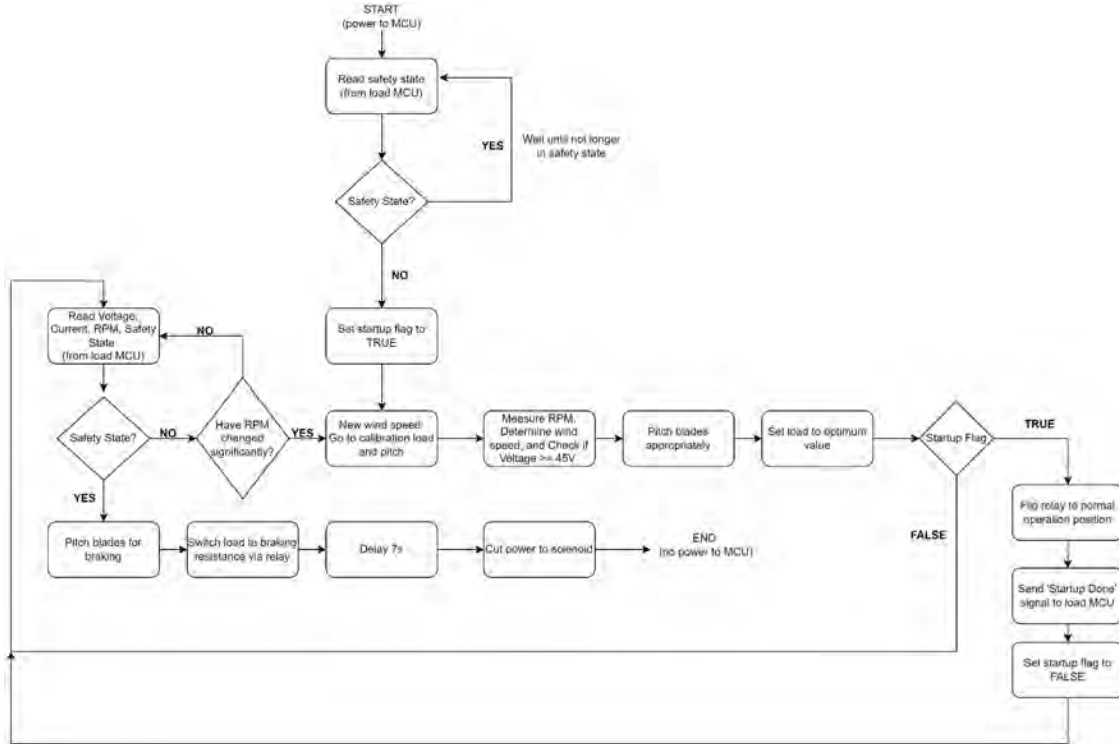 START
(power to MCU)
Read safety state
(from load MCU)
YES
Wait until not longer
in safety state
Safety State?
NO
Set startup flag to
TRUE
Read Voltage,
Current, RPM, Safety
State
(from load MCU)
NO
Safety State?
NO
Have RPM
changed
significantly?
YES
New wind speed:
Go to calibration load
and pitch
Measure RPM,
Determine wind
speed, and Check if
Voltage >= 45V
Pitch blades
appropriately
Set load to optimum
value
Startup Flag
TRUE
FALSE
Flip relay to normal
operation position
Send 'Startup Done'
signal to load MCU
Set startup flag to
FALSE
YES
Pitch blades for
braking
Switch load to braking
resistance via relay
Delay 7s
Cut power to solenoid
END
(no power to MCU)